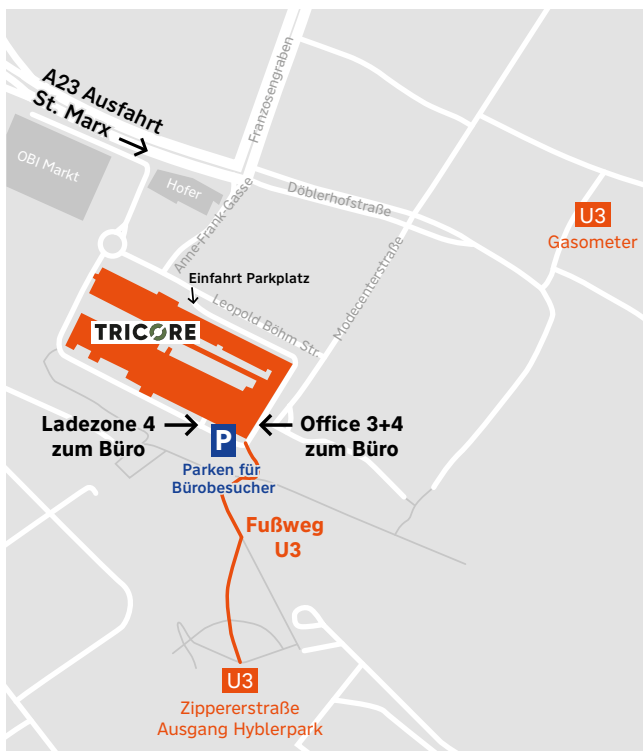 A23 Ausfahrt
St. Marx
Franzosengraben
OBI Markt
Hofer
Döblerhofstraße
Anne-Frank-Gasse
U3
Gasometer
Einfahrt Parkplatz
Leopold Böhm Str.
Modecenterstraße
TRICORE
Ladezone 4
zum Büro
P
Office 3+4
zum Büro
Parken für
Bürobesucher
Fußweg
U3
U3
Zippererstraße
Ausgang Hyblerpark